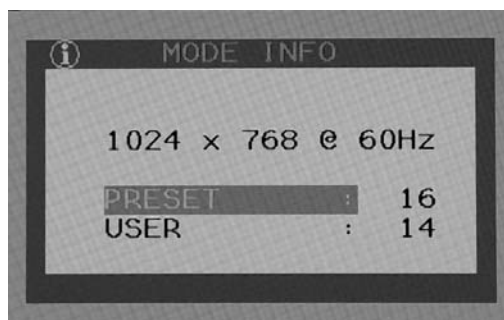 MODE INFO
1024 x 768 @ 60Hz
PRESET : 16
USER : 14